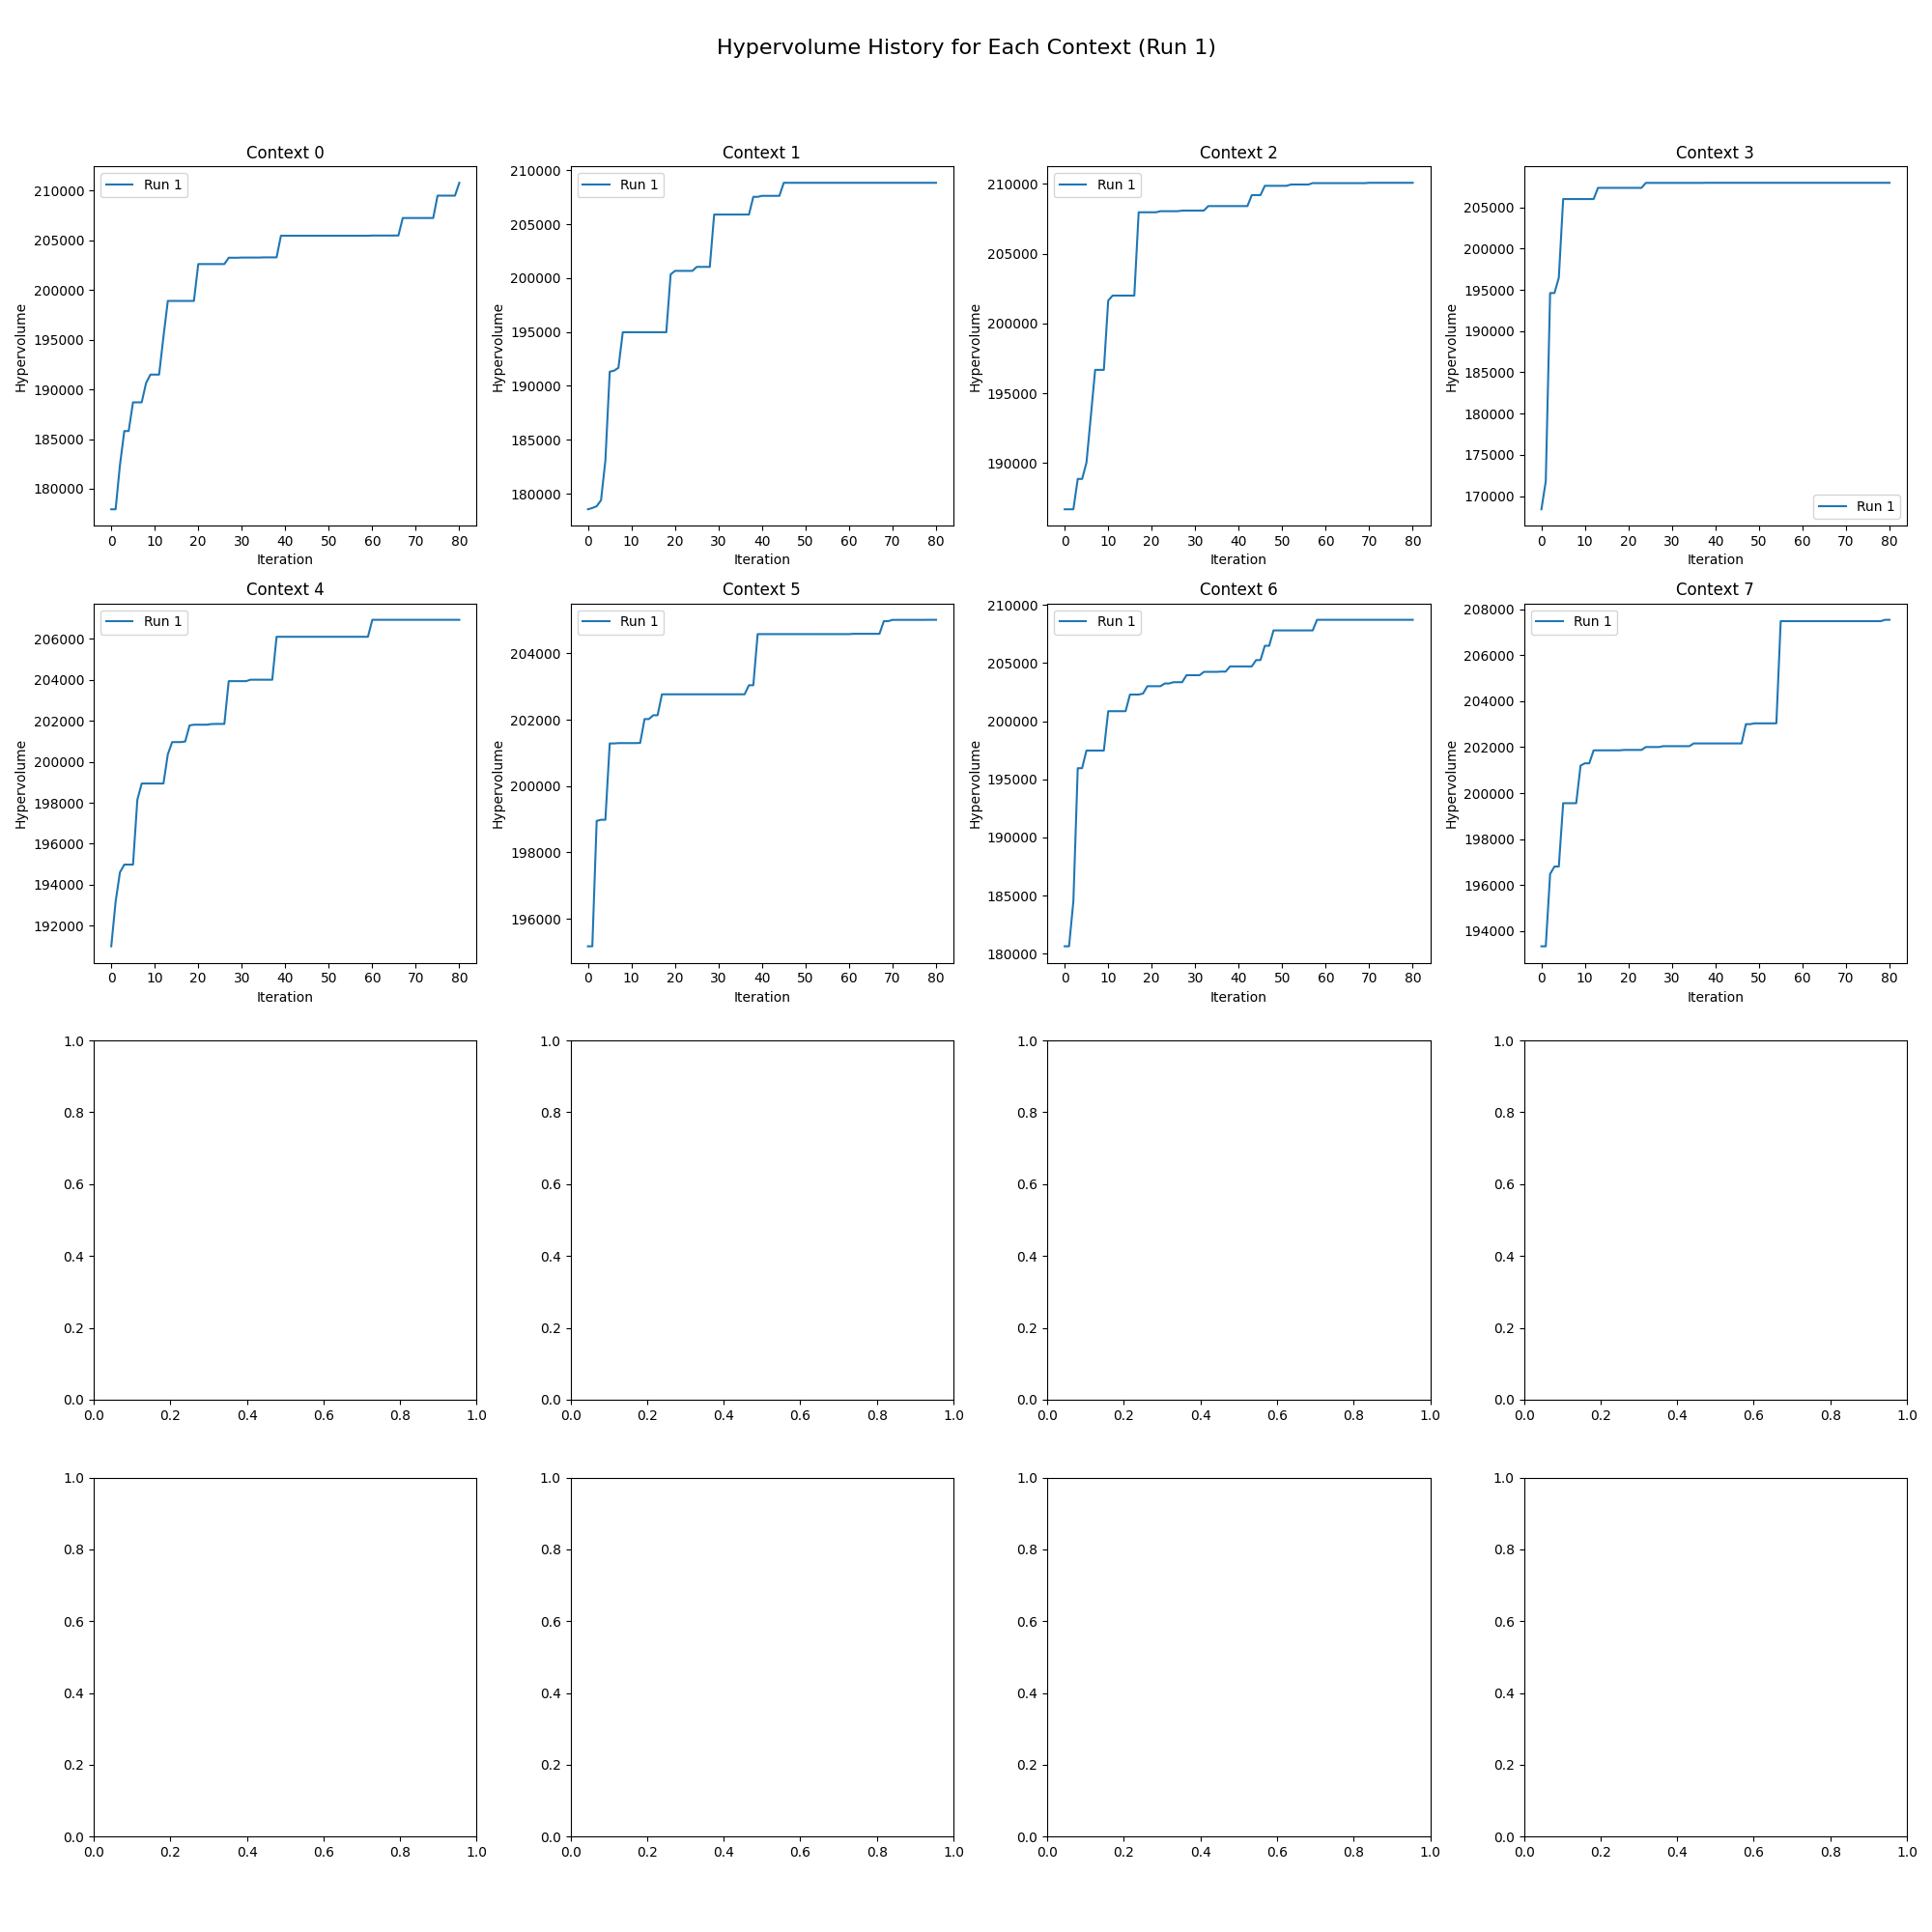 Hypervolume History for Each Context (Run 1)
Context 0
Run 1
Hypervolume
210000
205000
200000
195000
190000
185000
180000
0 10 20 30 40 50 60 70 80
Iteration
Context 1
Run 1
Hypervolume
210000
205000
200000
195000
190000
185000
180000
0 10 20 30 40 50 60 70 80
Iteration
Context 2
Run 1
Hypervolume
210000
205000
200000
195000
190000
0 10 20 30 40 50 60 70 80
Iteration
Context 3
Hypervolume
205000
200000
195000
190000
185000
180000
175000
170000
Run 1
0 10 20 30 40 50 60 70 80
Iteration
Context 4
Run 1
Hypervolume
206000
204000
202000
200000
198000
196000
194000
192000
0 10 20 30 40 50 60 70 80
Iteration
Context 5
Run 1
Hypervolume
204000
202000
200000
198000
196000
0 10 20 30 40 50 60 70 80
Iteration
Context 6
Run 1
Hypervolume
210000
205000
200000
195000
190000
185000
180000
0 10 20 30 40 50 60 70 80
Iteration
Context 7
Run 1
Hypervolume
208000
206000
204000
202000
200000
198000
196000
194000
0 10 20 30 40 50 60 70 80
Iteration
1.0
0.8
0.6
0.4
0.2
0.0
0.0 0.2 0.4 0.6 0.8 1.0
1.0
0.8
0.6
0.4
0.2
0.0
0.0 0.2 0.4 0.6 0.8 1.0
1.0
0.8
0.6
0.4
0.2
0.0
0.0 0.2 0.4 0.6 0.8 1.0
1.0
0.8
0.6
0.4
0.2
0.0
0.0 0.2 0.4 0.6 0.8 1.0
1.0
0.8
0.6
0.4
0.2
0.0
0.0 0.2 0.4 0.6 0.8 1.0
1.0
0.8
0.6
0.4
0.2
0.0
0.0 0.2 0.4 0.6 0.8 1.0
1.0
0.8
0.6
0.4
0.2
0.0
0.0 0.2 0.4 0.6 0.8 1.0
1.0
0.8
0.6
0.4
0.2
0.0
0.0 0.2 0.4 0.6 0.8 1.0